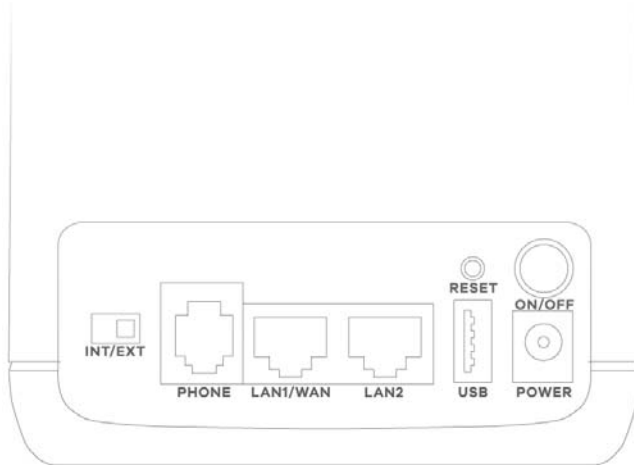 RESET
ON/OFF
INT/EXT
PHONE LAN1/WAN LAN2 USB POWER